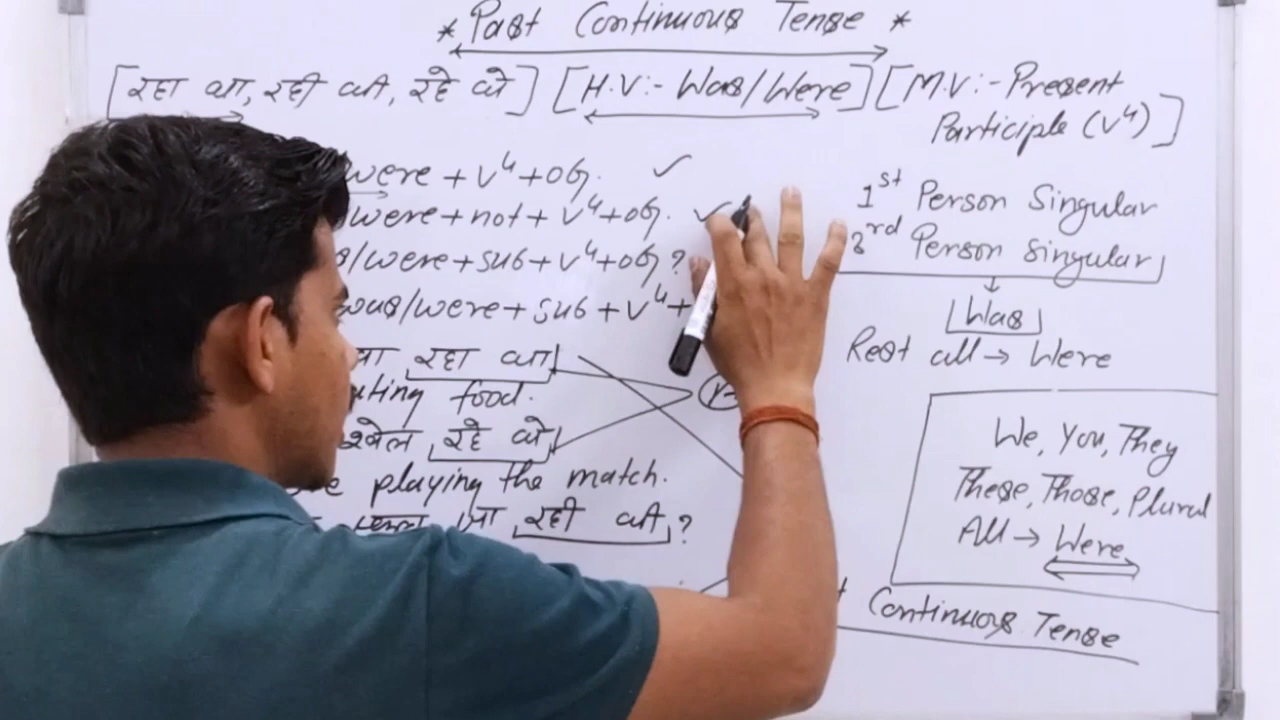 * Past Continuous Tense *
[रहा था, रही थी, रहे थे] [H.V:- Was/Were] [M.V:- Present
Participle (V⁴)]
were + V⁴ + obj. ✓
/were + not + V⁴ + obj. ✓
/were + sub + V⁴ + obj ?
was/were + sub + V⁴ +
1st Person Singular
3rd Person Singular
Was
Rest all → Were
रहा था
food.
खेल रहे थे
playing the match.
रही थी ?
We, You, They
These, Those, Plural
All → Were
Continuous Tense